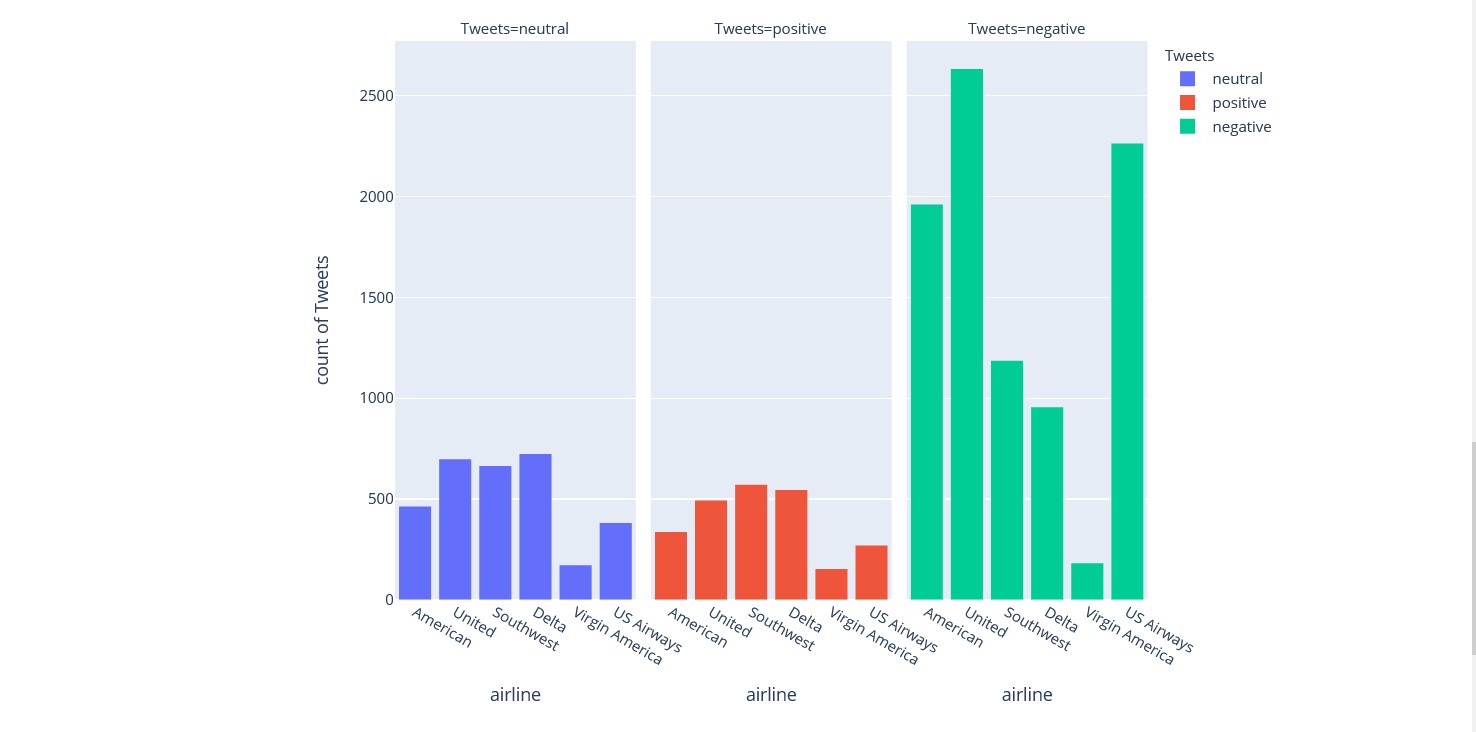 Tweets=neutral
Tweets=positive
Tweets=negative
Tweets
neutral
positive
negative
count of Tweets
2500
2000
1500
1000
500
0
American
United
Southwest
Delta
Virgin America
US Airways
American
United
Southwest
Delta
Virgin America
US Airways
American
United
Southwest
Delta
Virgin America
US Airways
airline
airline
airline